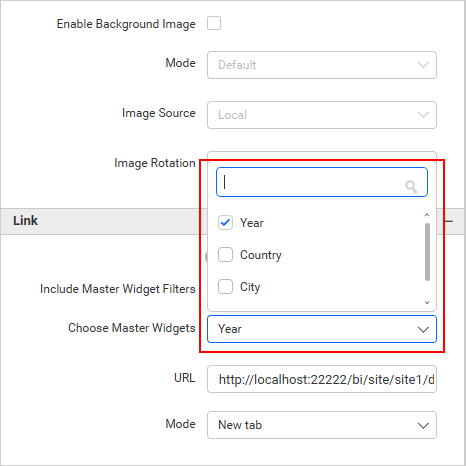 Enable Background Image
Mode Default
Image Source Local
Image Rotation
Link
Year
Country
City
Include Master Widget Filters
Choose Master Widgets Year
URL http://localhost:22222/bi/site/site1/d
Mode New tab